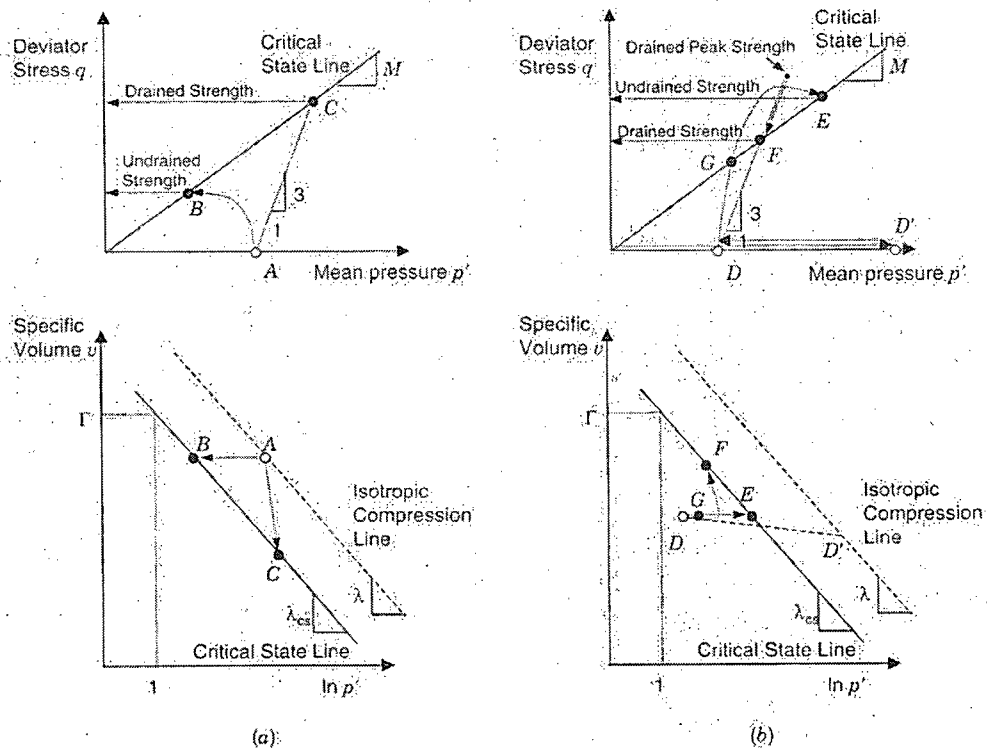 Deviator
Stress q
Critical
State Line
M
Drained Strength
C
Undrained
Strength
B
3
1
A
Mean pressure p'
Specific
Volume υ
Γ
B
A
Isotropic
Compression
Line
C
λ
λcs
Critical State Line
1
ln p'
(a)
Deviator
Stress q
Drained Peak Strength
Critical
State Line
M
Undrained Strength
E
Drained Strength
F
G
3
1
D'
D
Mean pressure p'
Specific
Volume υ
Γ
F
G
E
Isotropic
Compression
Line
D
D'
λ
λcs
Critical State Line
1
ln p'
(b)